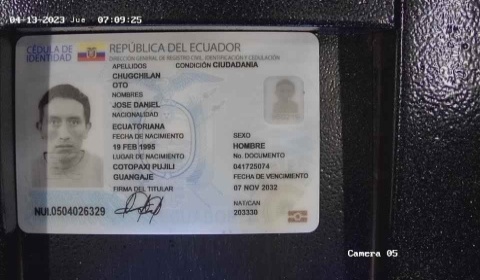 04-13-2023 Jue 07:09:25
CÉDULA DE IDENTIDAD
REPÚBLICA DEL ECUADOR
DIRECCIÓN GENERAL DE REGISTRO CIVIL, IDENTIFICACIÓN Y CEDULACIÓN
APELLIDOS CONDICIÓN CIUDADANÍA
CHUGCHILAN
OTO
NOMBRES
JOSE DANIEL
NACIONALIDAD
ECUATORIANA
FECHA DE NACIMIENTO SEXO
19 FEB 1995 HOMBRE
LUGAR DE NACIMIENTO No. DOCUMENTO
COTOPAXI PUJILI 041725074
GUANGAJE FECHA DE VENCIMIENTO
07 NOV 2032
FIRMA DEL TITULAR NAT/CAN
NUI.0504026329 203330
Camera 05